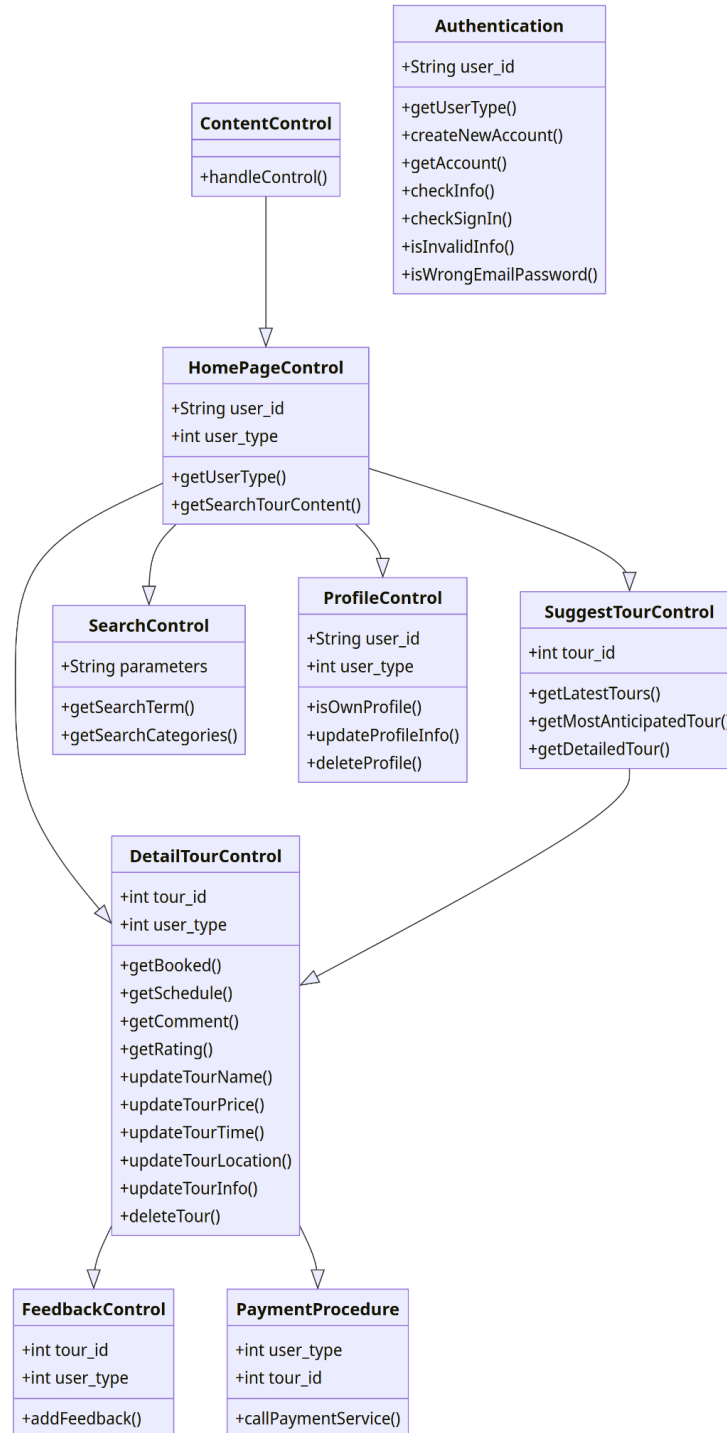 Authentication
+String user_id
+getUserType()
+createNewAccount()
+getAccount()
+checkInfo()
+checkSignIn()
+isInvalidInfo()
+isWrongEmailPassword()
ContentControl
+handleControl()
HomePageControl
+String user_id
+int user_type
+getUserType()
+getSearchTourContent()
SearchControl
+String parameters
+getSearchTerm()
+getSearchCategories()
ProfileControl
+String user_id
+int user_type
+isOwnProfile()
+updateProfileInfo()
+deleteProfile()
SuggestTourControl
+int tour_id
+getLatestTours()
+getMostAnticipatedTour()
+getDetailedTour()
DetailTourControl
+int tour_id
+int user_type
+getBooked()
+getSchedule()
+getComment()
+getRating()
+updateTourName()
+updateTourPrice()
+updateTourTime()
+updateTourLocation()
+updateTourInfo()
+deleteTour()
FeedbackControl
+int tour_id
+int user_type
+addFeedback()
PaymentProcedure
+int user_type
+int tour_id
+callPaymentService()